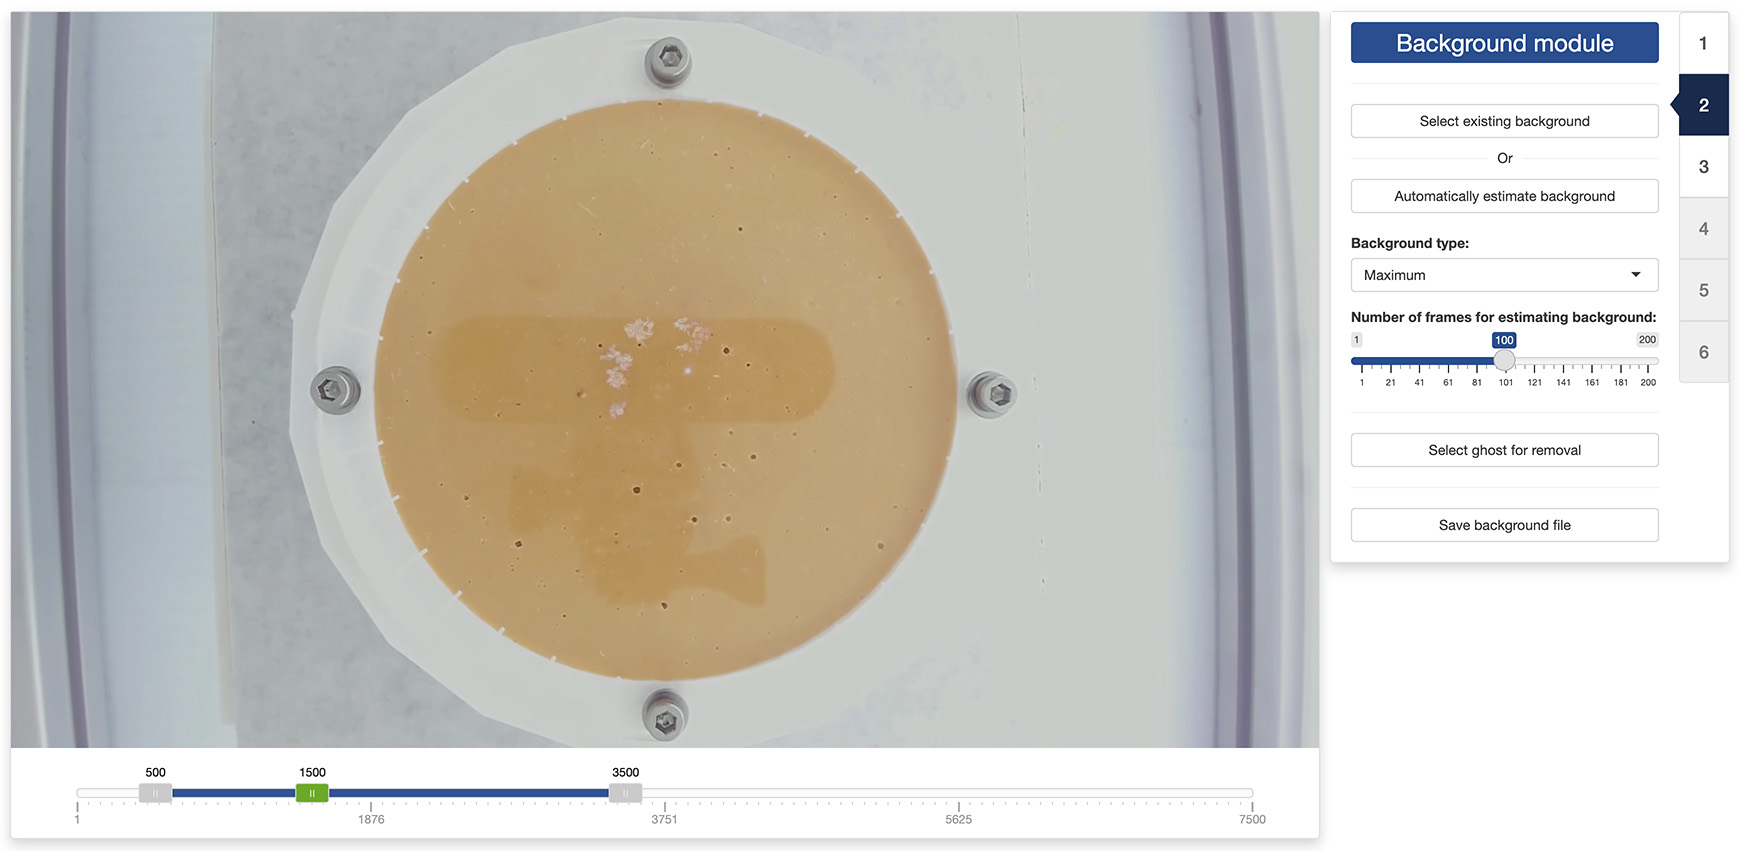 Background module
1
2
3
4
5
6
Select existing background
Or
Automatically estimate background
Background type:
Maximum
Number of frames for estimating background:
1 100 200
1 21 41 61 81 101 121 141 161 181 200
Select ghost for removal
Save background file
500 1500 3500
1 1876 3751 5625 7500